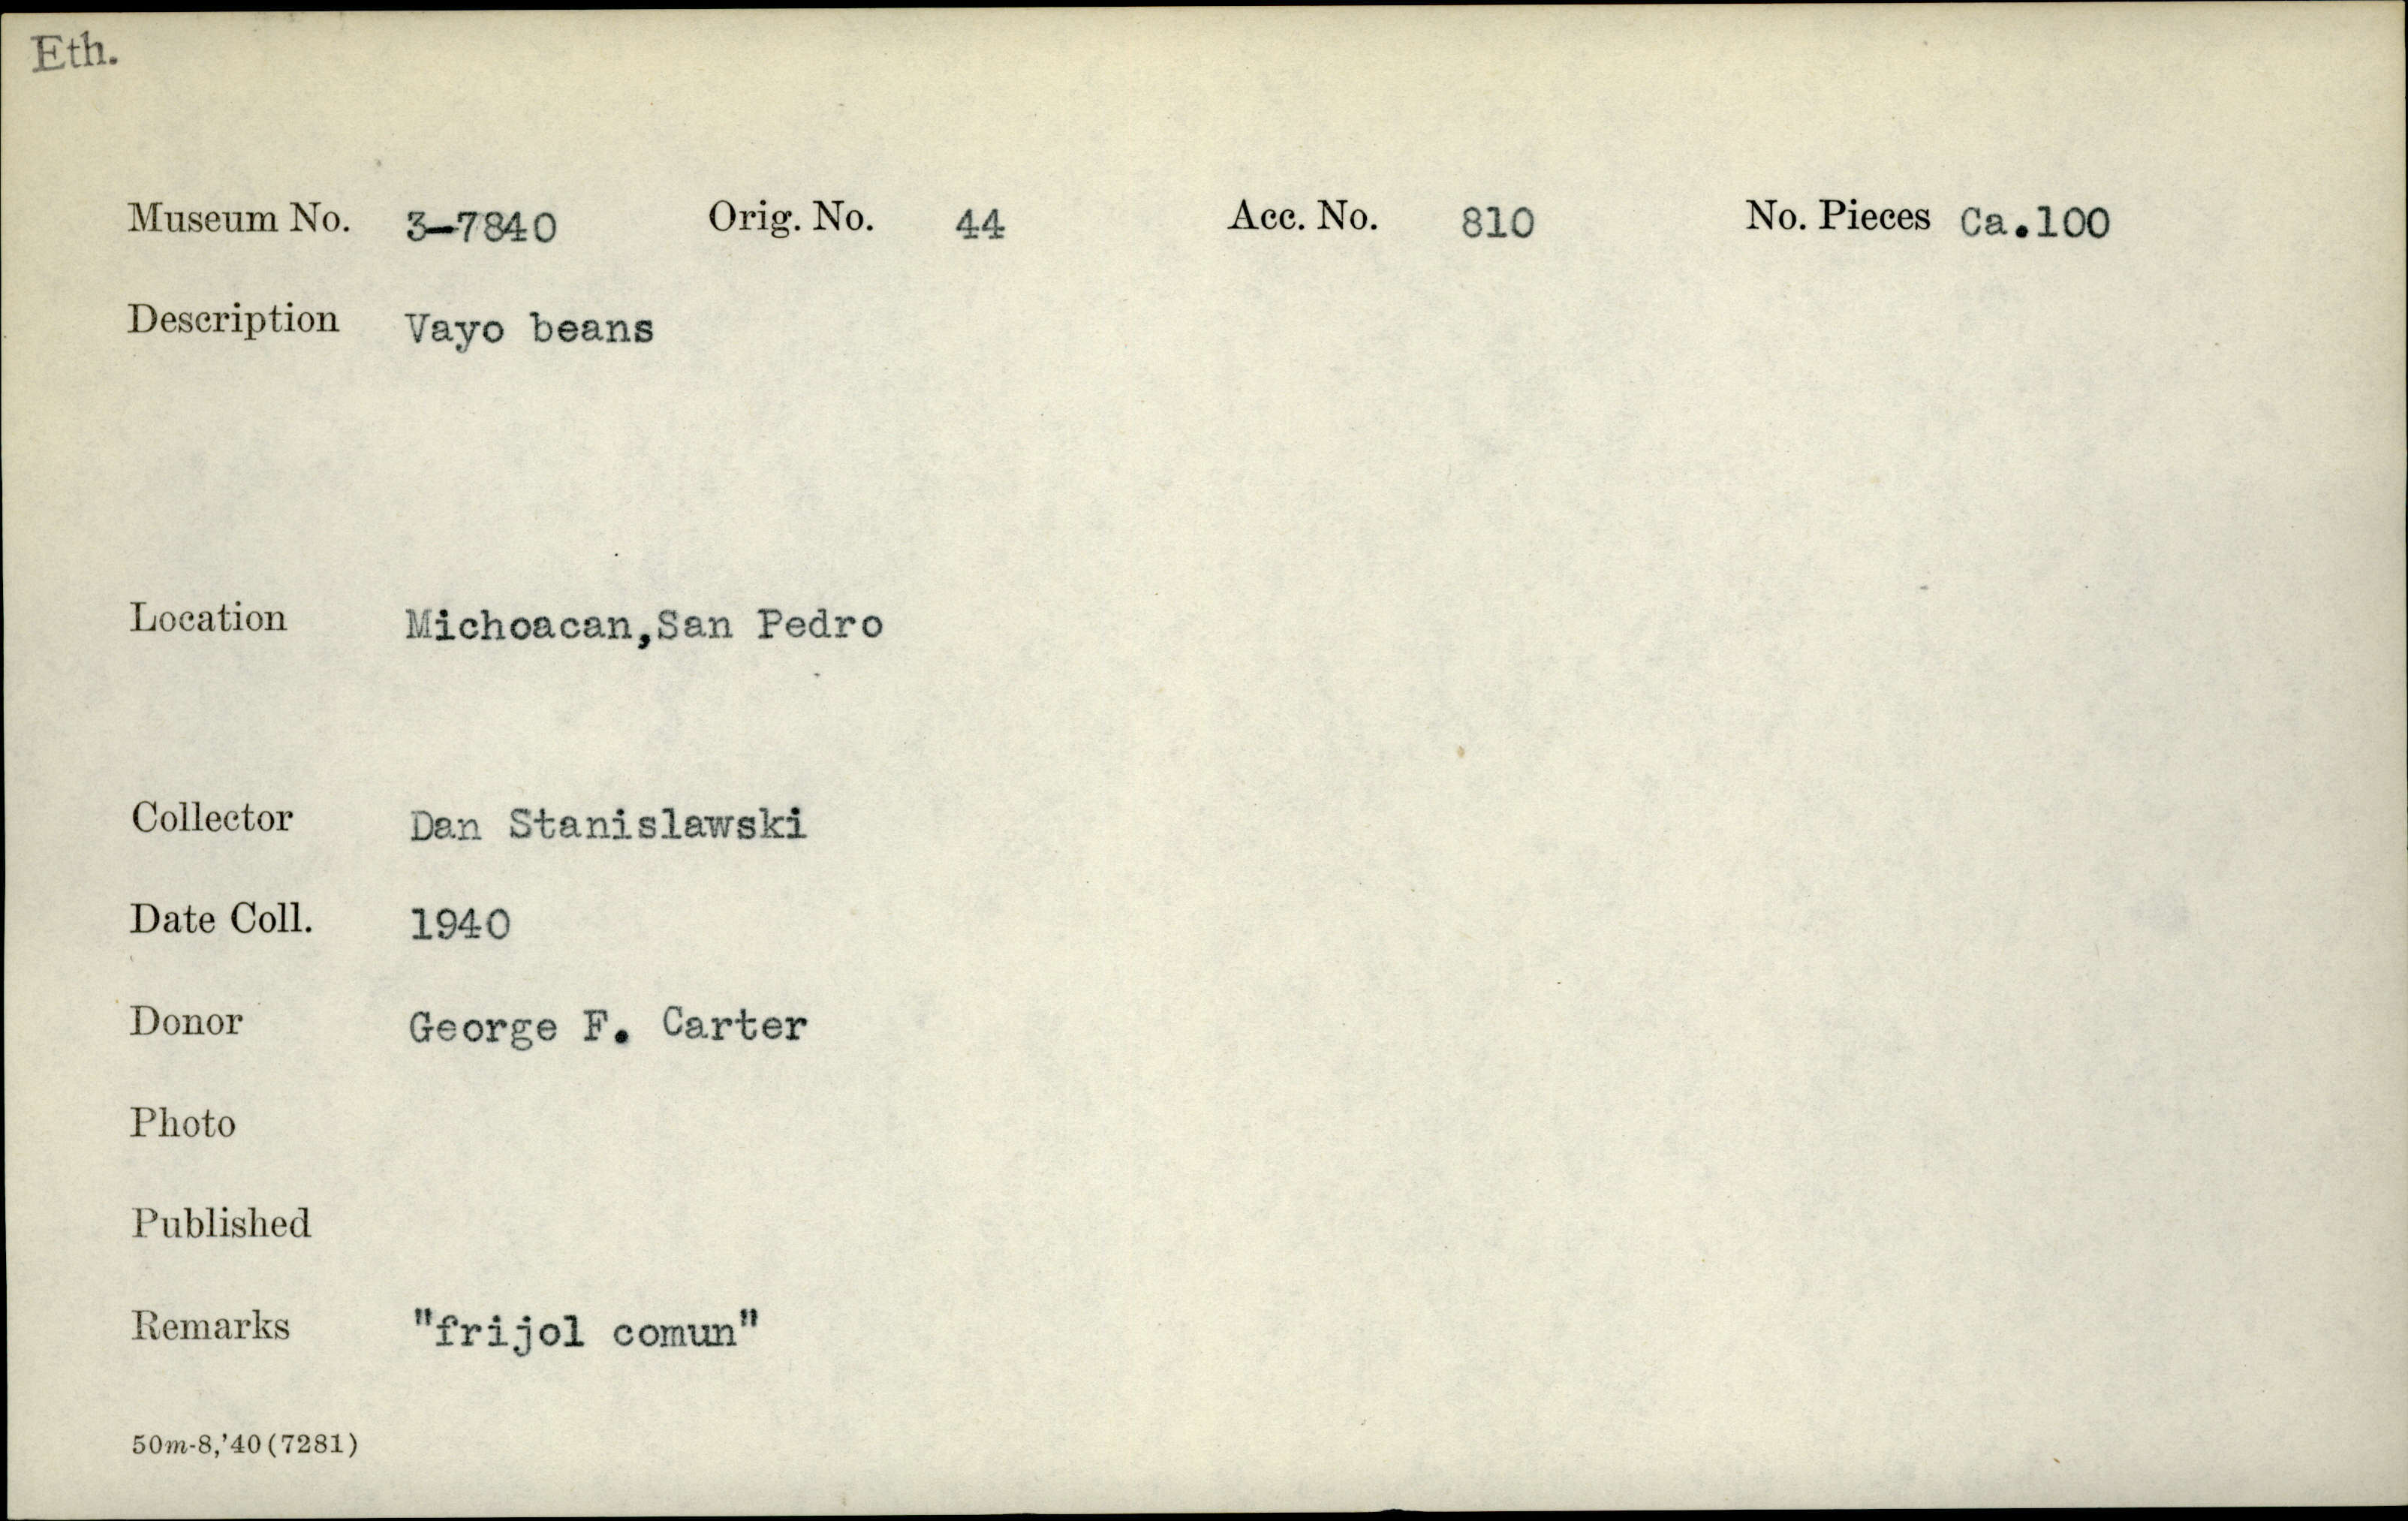 Eth.
Museum No. 3-7840 Orig. No. 44 Acc. No. 810 No. Pieces Ca.100
Description Vayo beans
Location Michoacan,San Pedro
Collector Dan Stanislawski
Date Coll. 1940
Donor George F. Carter
Photo
Published
Remarks "frijol comun"
50m-8,'40(7281)